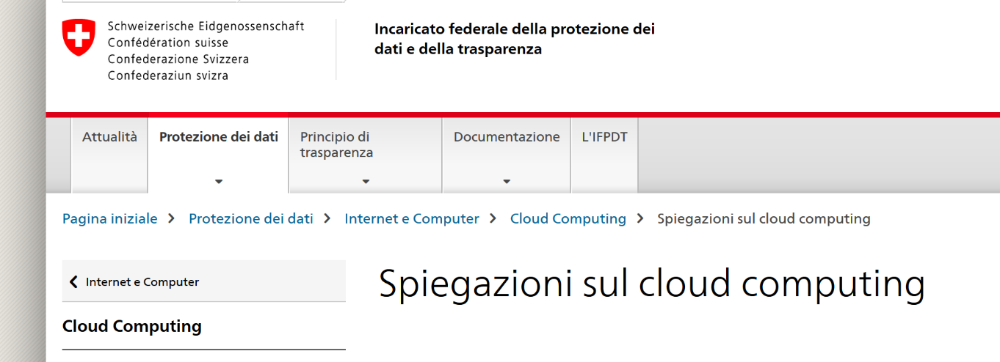 Schweizerische Eidgenossenschaft
Confédération suisse
Confederazione Svizzera
Confederaziun svizra
Incaricato federale della protezione dei
dati e della trasparenza
Attualità
Protezione dei dati
Principio di
trasparenza
Documentazione
L'IFPDT
Pagina iniziale > Protezione dei dati > Internet e Computer > Cloud Computing > Spiegazioni sul cloud computing
Internet e Computer
Cloud Computing
Spiegazioni sul cloud computing